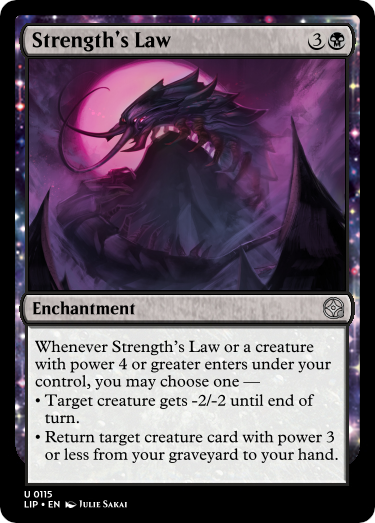 Strength's Law 3
Enchantment
Whenever Strength's Law or a creature
with power 4 or greater enters under your
control, you may choose one —
• Target creature gets -2/-2 until end of
turn.
• Return target creature card with power 3
or less from your graveyard to your hand.
U 0115
LIP • EN Julie Sakai